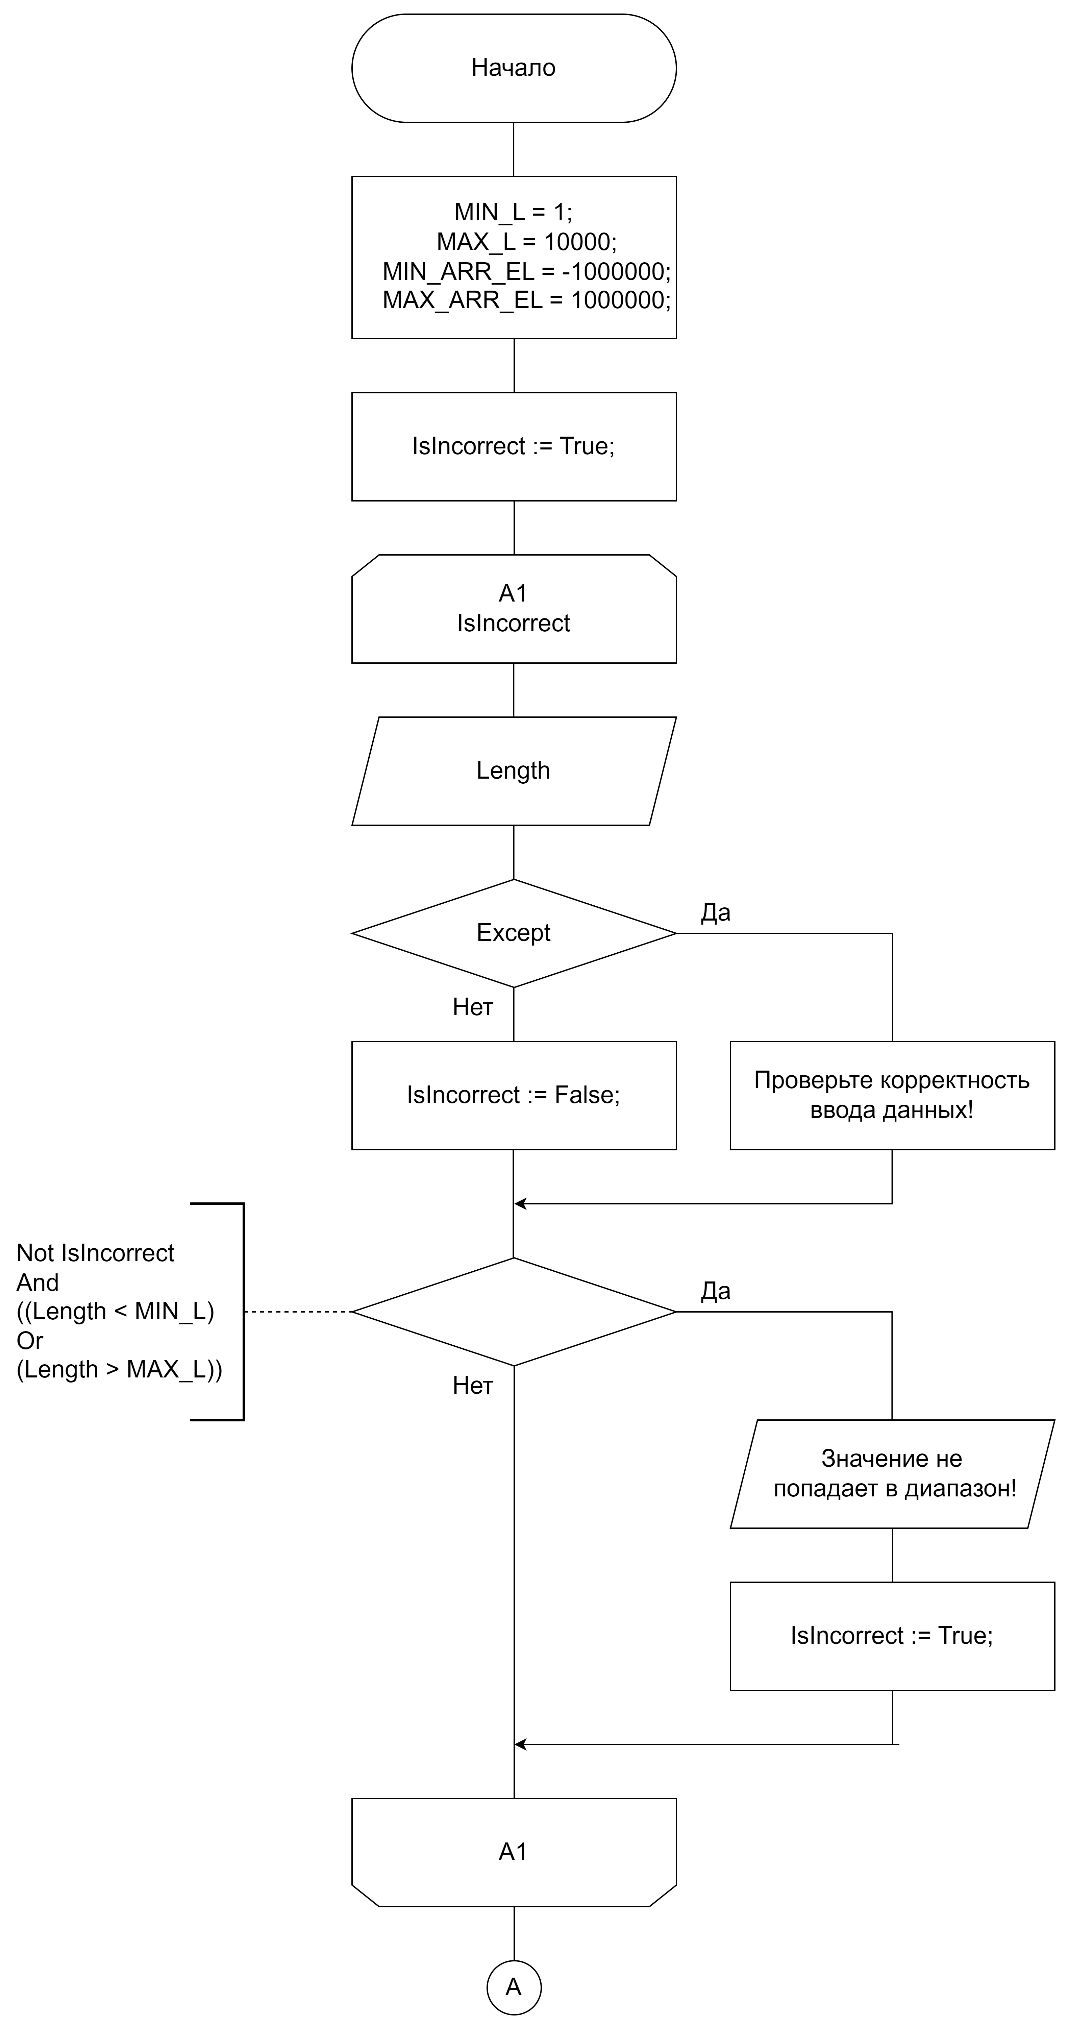 Начало
MIN_L = 1;
MAX_L = 10000;
MIN_ARR_EL = -1000000;
MAX_ARR_EL = 1000000;
IsIncorrect := True;
A1
IsIncorrect
Length
Except
Да
Нет
IsIncorrect := False;
Проверьте корректность
ввода данных!
Not IsIncorrect
And
((Length < MIN_L)
Or
(Length > MAX_L))
Да
Нет
Значение не
попадает в диапазон!
IsIncorrect := True;
A1
A